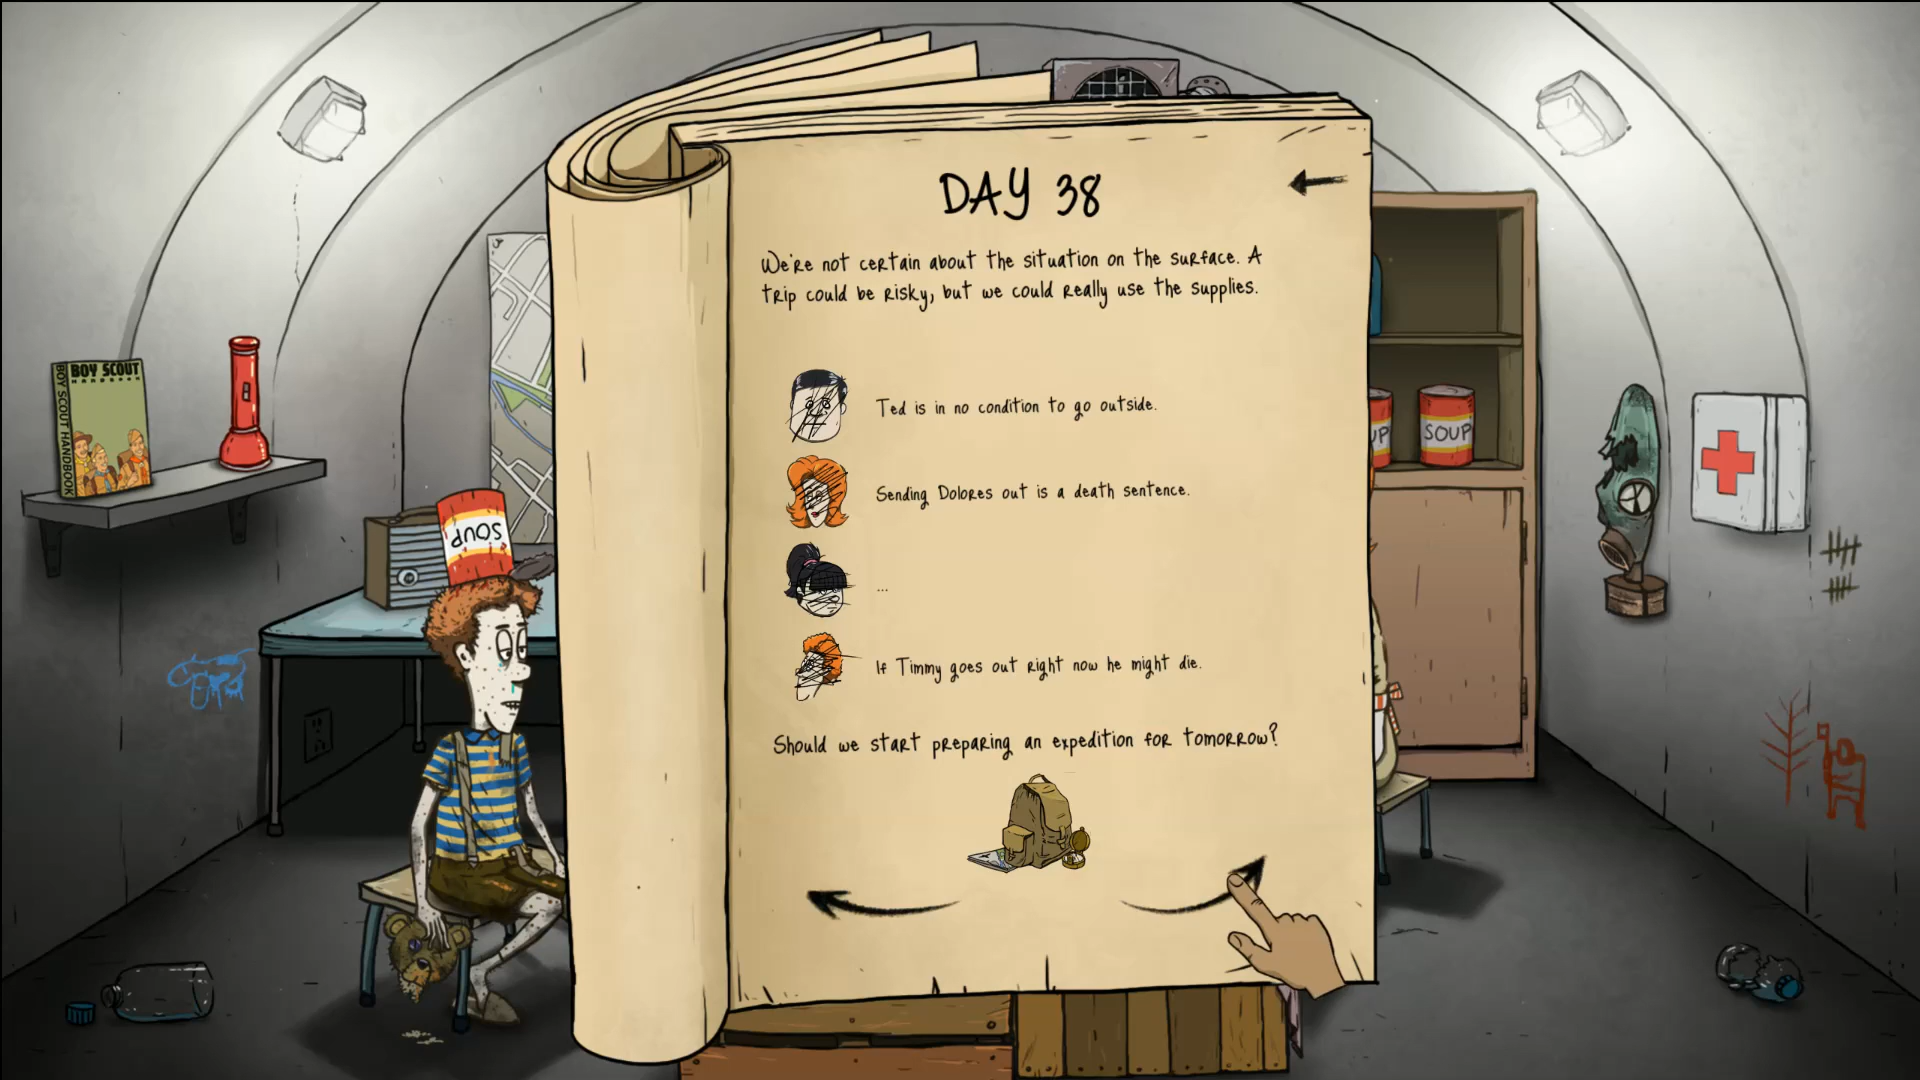 DAY 38
We're not certain about the situation on the surface. A
trip could be risky, but we could really use the supplies.
Ted is in no condition to go outside.
Sending Dolores out is a death sentence.
...
If Timmy goes out right now he might die.
Should we start preparing an expedition for tomorrow?
BOY SCOUT
HANDBOOK
BOY SCOUT HANDBOOK
SOUP
UP
SOUP